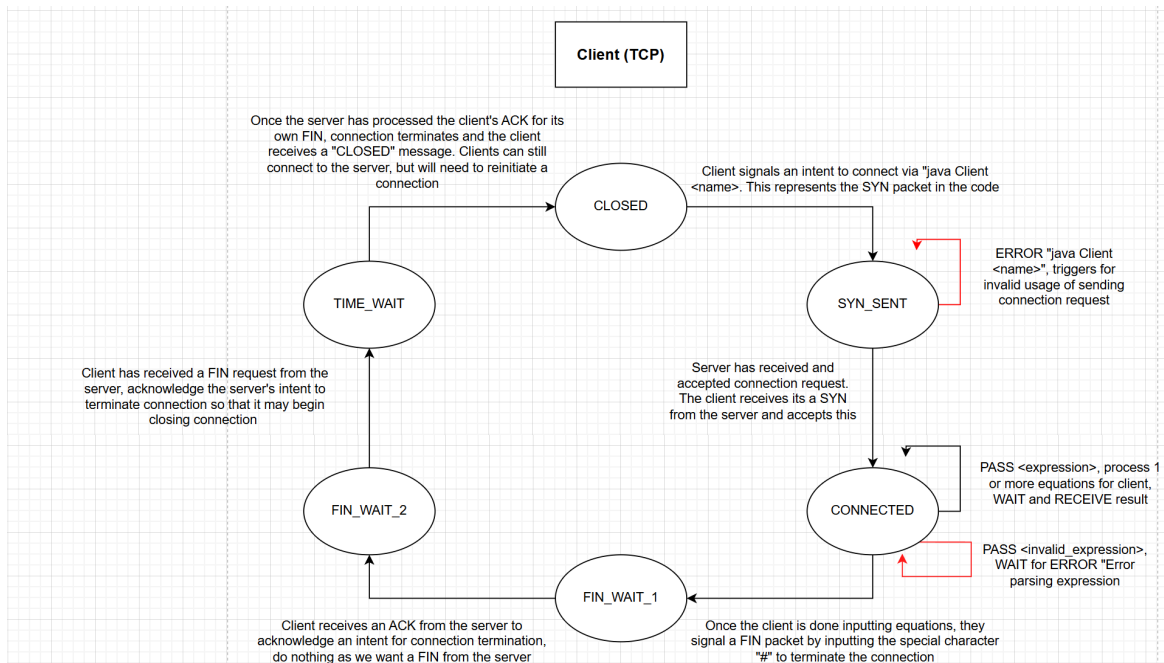 Client (TCP)
Once the server has processed the client's ACK for its
own FIN, connection terminates and the client
receives a "CLOSED" message. Clients can still
connect to the server, but will need to reinitiate a
connection
CLOSED
Client signals an intent to connect via "java Client
<name>. This represents the SYN packet in the code
TIME_WAIT
SYN_SENT
ERROR "java Client
<name>", triggers for
invalid usage of sending
connection request
Client has received a FIN request from the
server, acknowledge the server's intent to
terminate connection so that it may begin
closing connection
Server has received and
accepted connection request.
The client receives its a SYN
from the server and accepts this
FIN_WAIT_2
CONNECTED
PASS <expression>, process 1
or more equations for client,
WAIT and RECEIVE result
PASS <invalid_expression>,
WAIT for ERROR "Error
parsing expression
FIN_WAIT_1
Client receives an ACK from the server to
acknowledge an intent for connection termination,
do nothing as we want a FIN from the server
Once the client is done inputting equations, they
signal a FIN packet by inputting the special character
"#" to terminate the connection